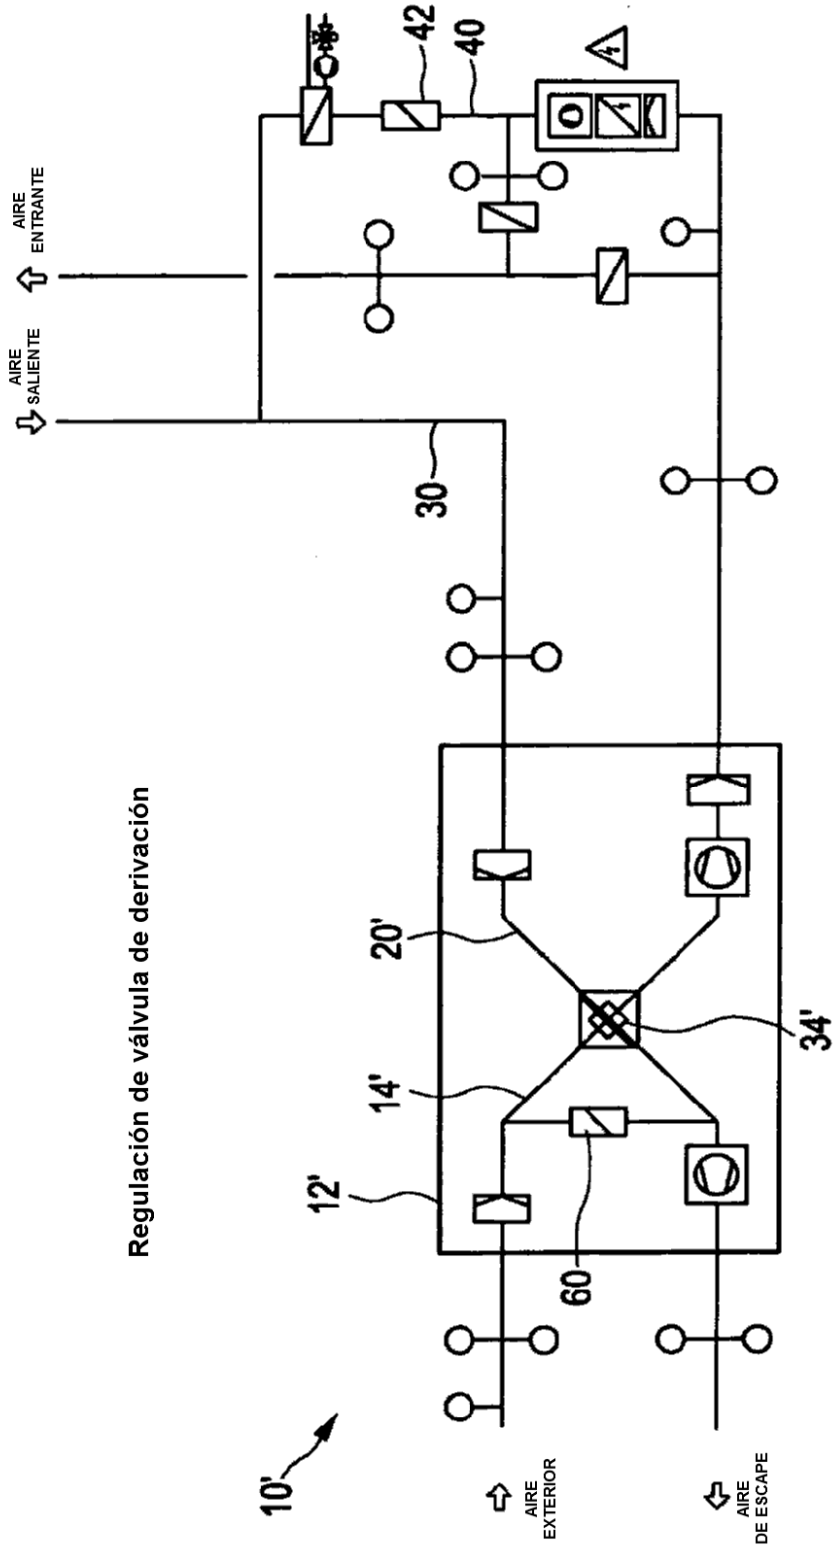 Regulación de válvula de derivación
10'
AIRE
EXTERIOR
AIRE
DE ESCAPE
12'
14'
20'
60
34'
30
AIRE
SALIENTE
AIRE
ENTRANTE
42
40